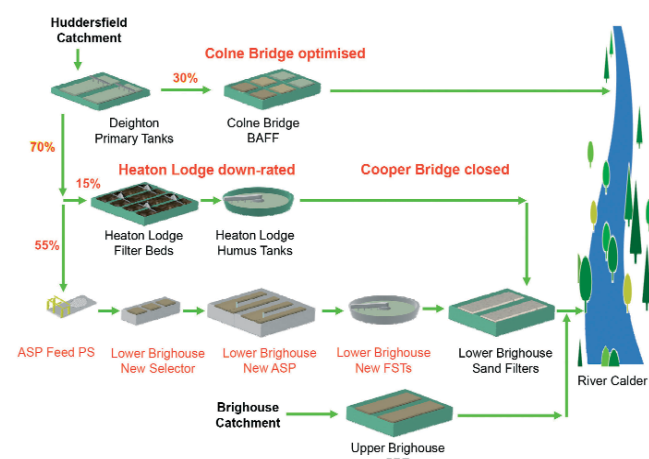 Huddersfield
Catchment
Colne Bridge optimised
30%
Deighton
Primary Tanks
Colne Bridge
BAFF
70%
Heaton Lodge down-rated
Cooper Bridge closed
15%
Heaton Lodge
Filter Beds
Heaton Lodge
Humus Tanks
55%
ASP Feed PS
Lower Brighouse
New Selector
Lower Brighouse
New ASP
Lower Brighouse
New FSTs
Lower Brighouse
Sand Filters
River Calder
Brighouse
Catchment
Upper Brighouse